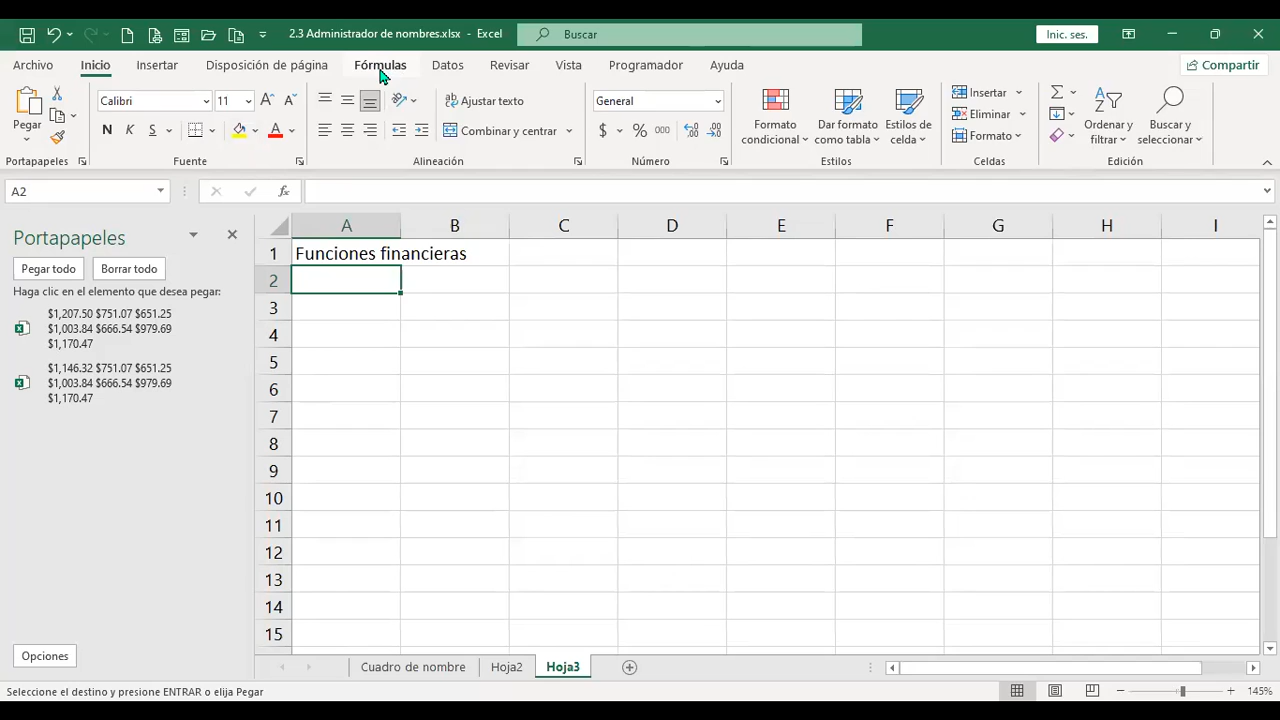 2.3 Administrador de nombres.xlsx - Excel
Buscar
Inic. ses.
Archivo Inicio Insertar Disposición de página Fórmulas Datos Revisar Vista Programador Ayuda Compartir
Pegar
Calibri 11
N K S
Ajustar texto
Combinar y centrar
General
$ % 000
Formato condicional
Dar formato como tabla
Estilos de celda
Insertar
Eliminar
Formato
Ordenar y filtrar
Buscar y seleccionar
Portapapeles Fuente Alineación Número Estilos Celdas Edición
A2 fx
Portapapeles
Pegar todo Borrar todo
Haga clic en el elemento que desea pegar:
$1,207.50 $751.07 $651.25
$1,003.84 $666.54 $979.69
$1,170.47
$1,146.32 $751.07 $651.25
$1,003.84 $666.54 $979.69
$1,170.47
Opciones
A B C D E F G H I
1 Funciones financieras
2
3
4
5
6
7
8
9
10
11
12
13
14
15
Cuadro de nombre Hoja2 Hoja3
Seleccione el destino y presione ENTRAR o elija Pegar
145%